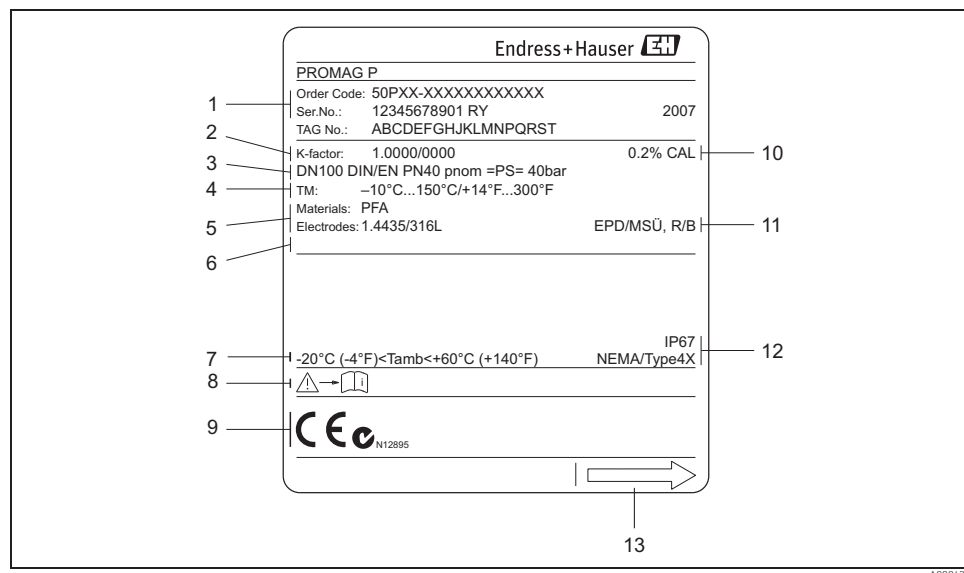 Endress+Hauser EH
PROMAG P
1
Order Code: 50PXX-XXXXXXXXXXXX
Ser.No.: 12345678901 RY 2007
TAG No.: ABCDEFGHJKLMNPQRST
2
K-factor: 1.0000/0000 0.2% CAL
10
3
DN100 DIN/EN PN40 pnom =PS= 40bar
4
TM: –10°C...150°C/+14°F...300°F
5
Materials: PFA
Electrodes: 1.4435/316L EPD/MSÜ, R/B
11
6
IP67
7
-20°C (-4°F)<Tamb<+60°C (+140°F) NEMA/Type4X
12
8
i
9
CE
N12895
13